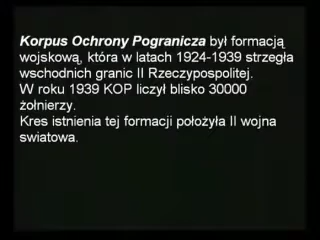 Korpus Ochrony Pogranicza był formacją
wojskową, która w latach 1924-1939 strzegła
wschodnich granic II Rzeczypospolitej.
W roku 1939 KOP liczył blisko 30000
żołnierzy.
Kres istnienia tej formacji położyła II wojna
swiatowa.